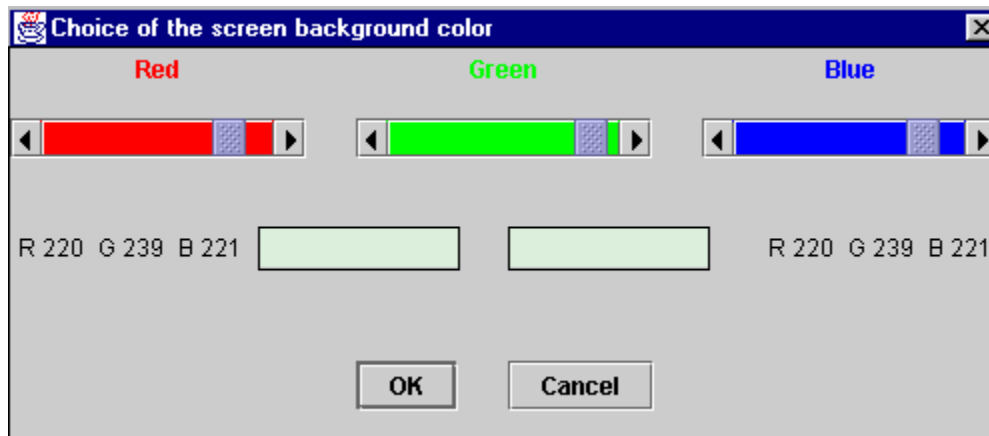 Choice of the screen background color
Red Green Blue
R 220 G 239 B 221 R 220 G 239 B 221
OK Cancel